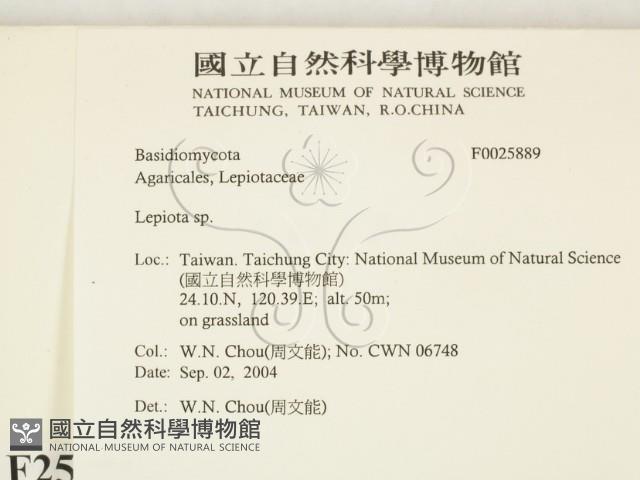 國立自然科學博物館
NATIONAL MUSEUM OF NATURAL SCIENCE
TAICHUNG, TAIWAN, R.O.CHINA
Basidiomycota F0025889
Agaricales, Lepiotaceae
Lepiota sp.
Loc.: Taiwan. Taichung City: National Museum of Natural Science
(國立自然科學博物館)
24.10.N, 120.39.E; alt. 50m;
on grassland
Col.: W.N. Chou(周文能); No. CWN 06748
Date: Sep. 02, 2004
Det.: W.N. Chou(周文能)
國立自然科學博物館
NATIONAL MUSEUM OF NATURAL SCIENCE
F25